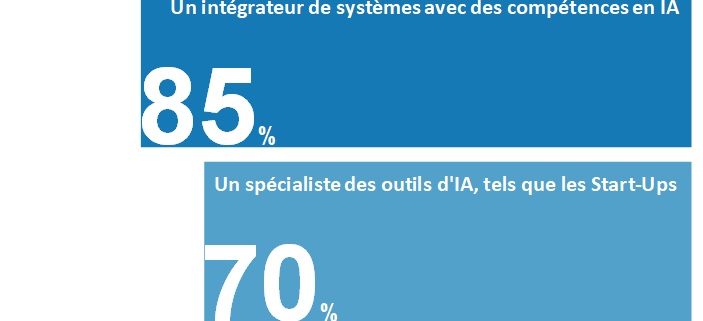 Un intégrateur de systèmes avec des compétences en IA
85%
Un spécialiste des outils d'IA, tels que les Start-Ups
70%